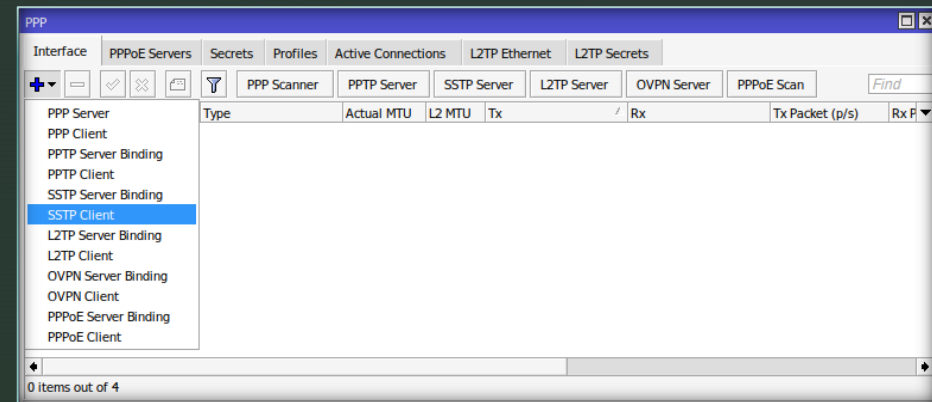 PPP
Interface PPPoE Servers Secrets Profiles Active Connections L2TP Ethernet L2TP Secrets
PPP Scanner PPTP Server SSTP Server L2TP Server OVPN Server PPPoE Scan Find
Type Actual MTU L2 MTU Tx / Rx Tx Packet (p/s) Rx P
PPP Server
PPP Client
PPTP Server Binding
PPTP Client
SSTP Server Binding
SSTP Client
L2TP Server Binding
L2TP Client
OVPN Server Binding
OVPN Client
PPPoE Server Binding
PPPoE Client
0 items out of 4